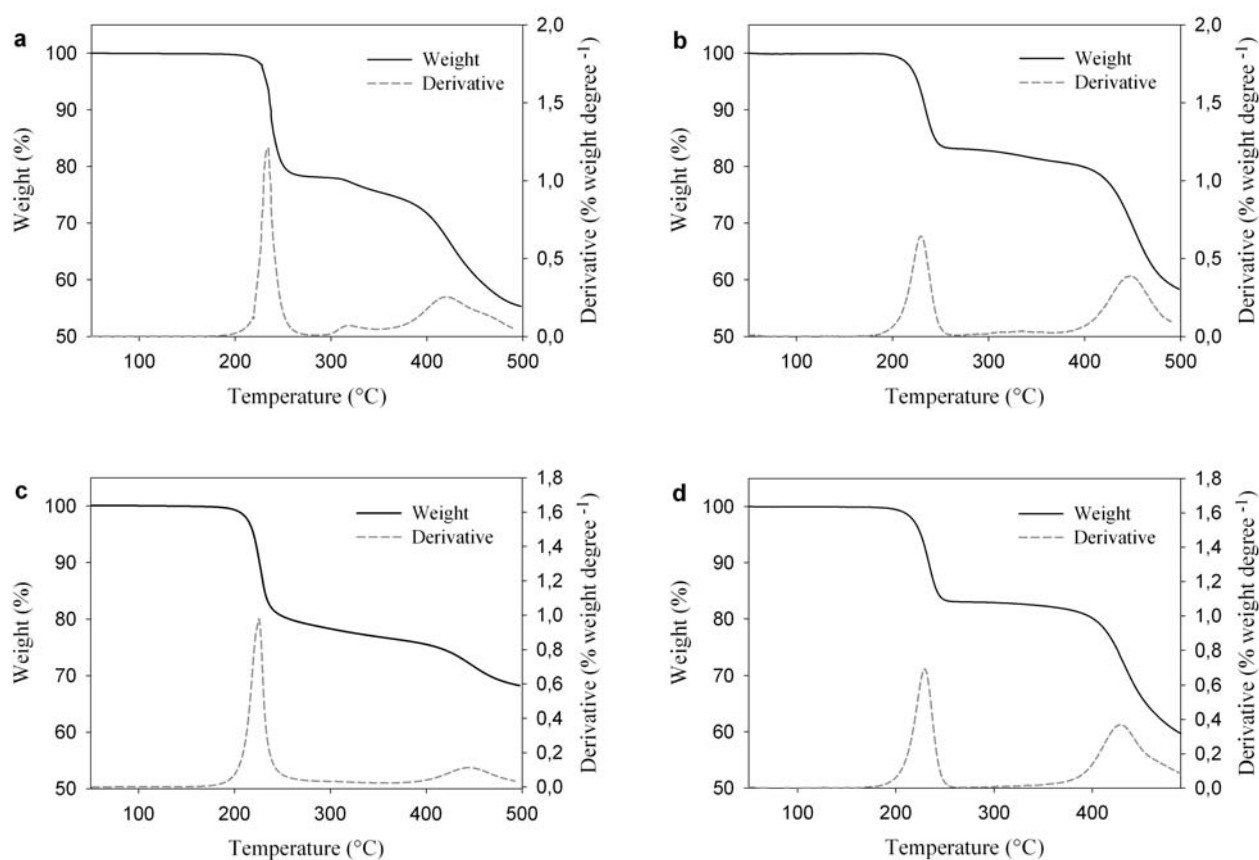 a
Weight
Derivative
100
90
80
70
60
50
Weight (%)
2,0
1,5
1,0
0,5
0,0
Derivative (% weight degree -1)
100 200 300 400 500
Temperature (°C)
b
Weight
Derivative
100
90
80
70
60
50
Weight (%)
2,0
1,5
1,0
0,5
0,0
Derivative (% weight degree -1)
100 200 300 400 500
Temperature (°C)
c
Weight
Derivative
100
90
80
70
60
50
Weight (%)
1,8
1,6
1,4
1,2
1,0
0,8
0,6
0,4
0,2
0,0
Derivative (% weight degree -1)
100 200 300 400 500
Temperature (°C)
d
Weight
Derivative
100
90
80
70
60
50
Weight (%)
1,8
1,6
1,4
1,2
1,0
0,8
0,6
0,4
0,2
0,0
Derivative (% weight degree -1)
100 200 300 400
Temperature (°C)